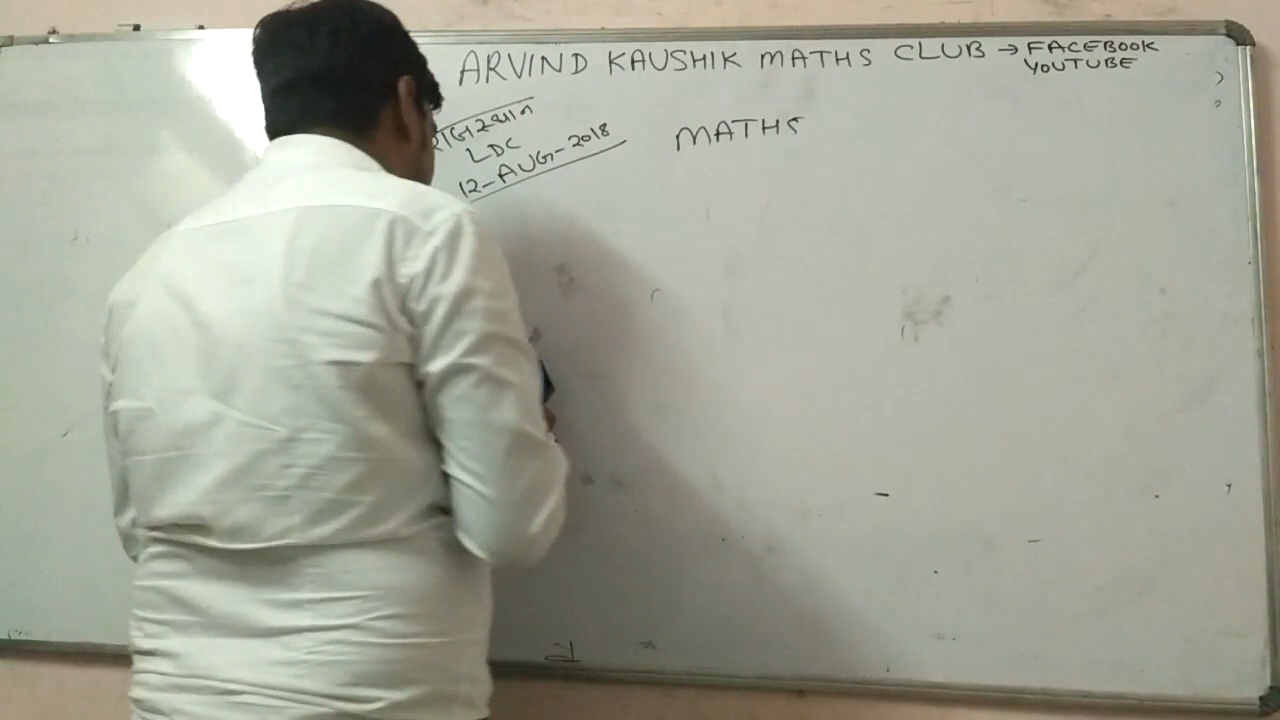 ARVIND KAUSHIK MATHS CLUB → FACEBOOK
YOUTUBE
राजस्थान
LDC
12-AUG-2018
MATHS